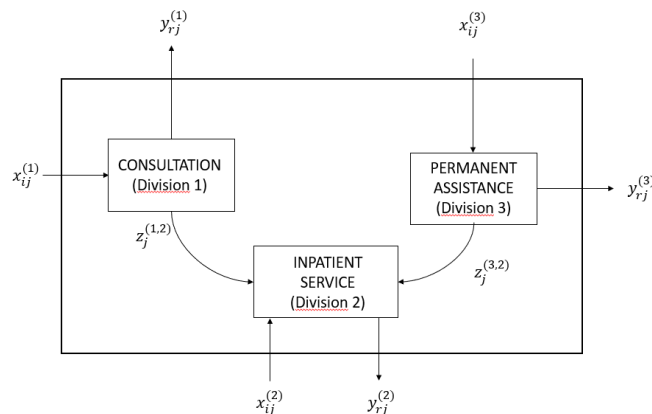 y_{rj}^{(1)}
x_{ij}^{(3)}
x_{ij}^{(1)}
CONSULTATION
(Division 1)
PERMANENT
ASSISTANCE
(Division 3)
y_{rj}^{(3)}
z_j^{(1,2)}
z_j^{(3,2)}
INPATIENT
SERVICE
(Division 2)
x_{ij}^{(2)}
y_{rj}^{(2)}